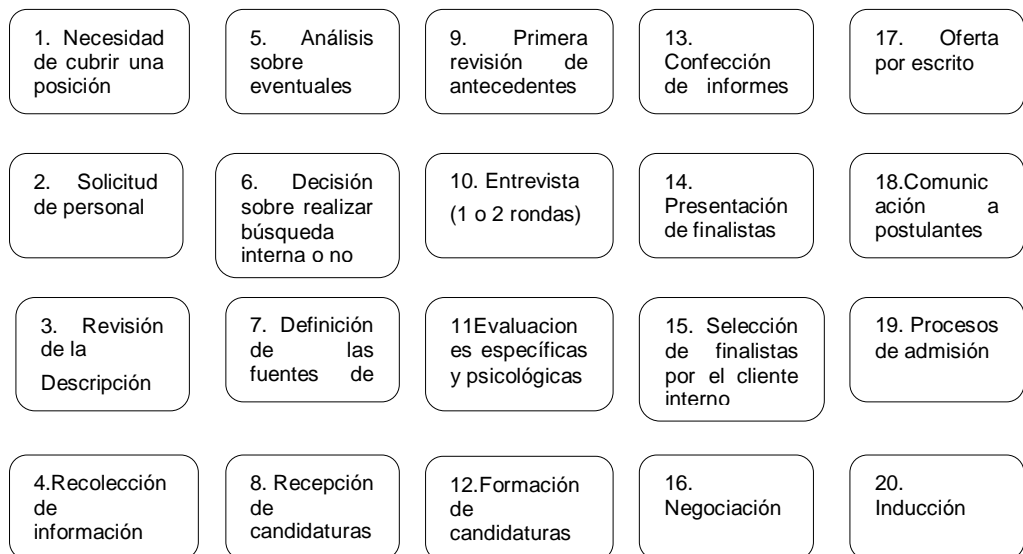 1. Necesidad
de cubrir una
posición
2. Solicitud
de personal
3. Revisión
de la
Descripción
4.Recolección
de
información
5. Análisis
sobre
eventuales
6. Decisión
sobre realizar
búsqueda
interna o no
7. Definición
de las
fuentes de
8. Recepción
de
candidaturas
9. Primera
revisión de
antecedentes
10. Entrevista
(1 o 2 rondas)
11Evaluacion
es específicas
y psicológicas
12.Formación
de
candidaturas
13.
Confección
de informes
14.
Presentación
de finalistas
15. Selección
de finalistas
por el cliente
interno
16.
Negociación
17. Oferta
por escrito
18.Comunic
ación a
postulantes
19. Procesos
de admisión
20.
Inducción